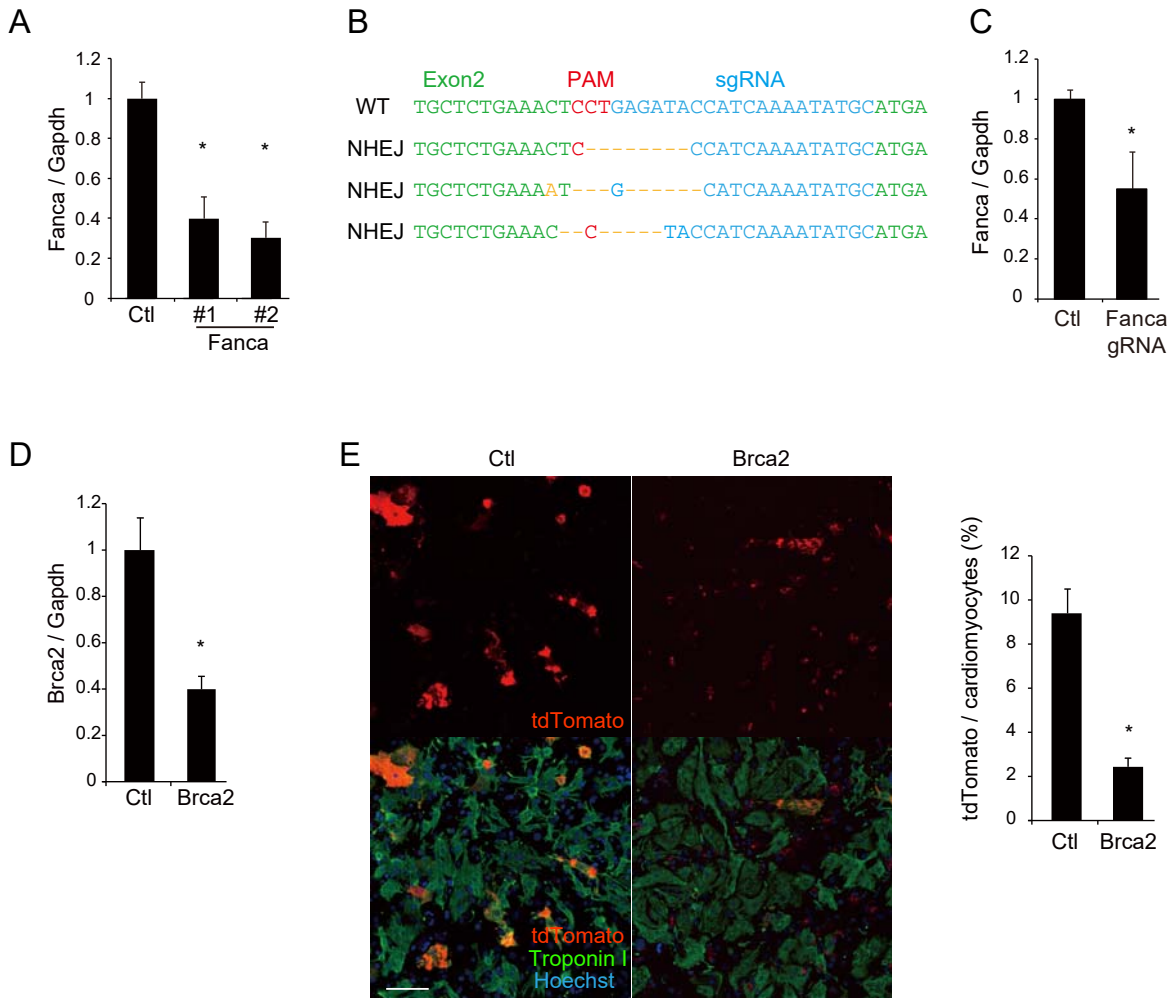 A
Fanca / Gapdh
1.2
1
0.8
0.6
0.4
0.2
0
*
*
Ctl
#1
#2
Fanca
B
Exon2 PAM sgRNA
WT TGCTCTGAAACTCCTGAGATACCATCAAAATATGCATGA
NHEJ TGCTCTGAAACTC--------CCATCAAAATATGCATGA
NHEJ TGCTCTGAAAAT---G------CATCAAAATATGCATGA
NHEJ TGCTCTGAAAC--C-----TACCATCAAAATATGCATGA
C
Fanca / Gapdh
1.2
1
0.8
0.6
0.4
0.2
0
*
Ctl
Fanca
gRNA
D
Brca2 / Gapdh
1.2
1
0.8
0.6
0.4
0.2
0
*
Ctl
Brca2
E
Ctl
Brca2
tdTomato
tdTomato
Troponin I
Hoechst
tdTomato / cardiomyocytes (%)
12
10
8
6
4
2
0
*
Ctl
Brca2